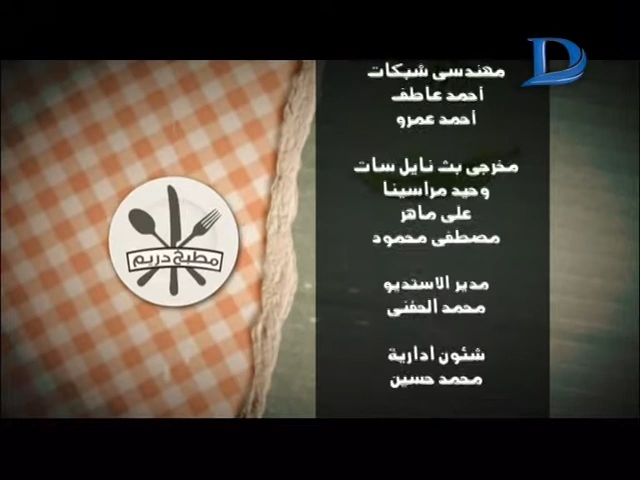 مهندسى شبكات
أحمد عاطف
أحمد عمرو
مخرجى بث نايل سات
وحيد مراسينا
على ماهر
مصطفى محمود
مدير الاستديو
محمد الحفنى
شئون ادارية
محمد حسين
مطبخ دريم
D